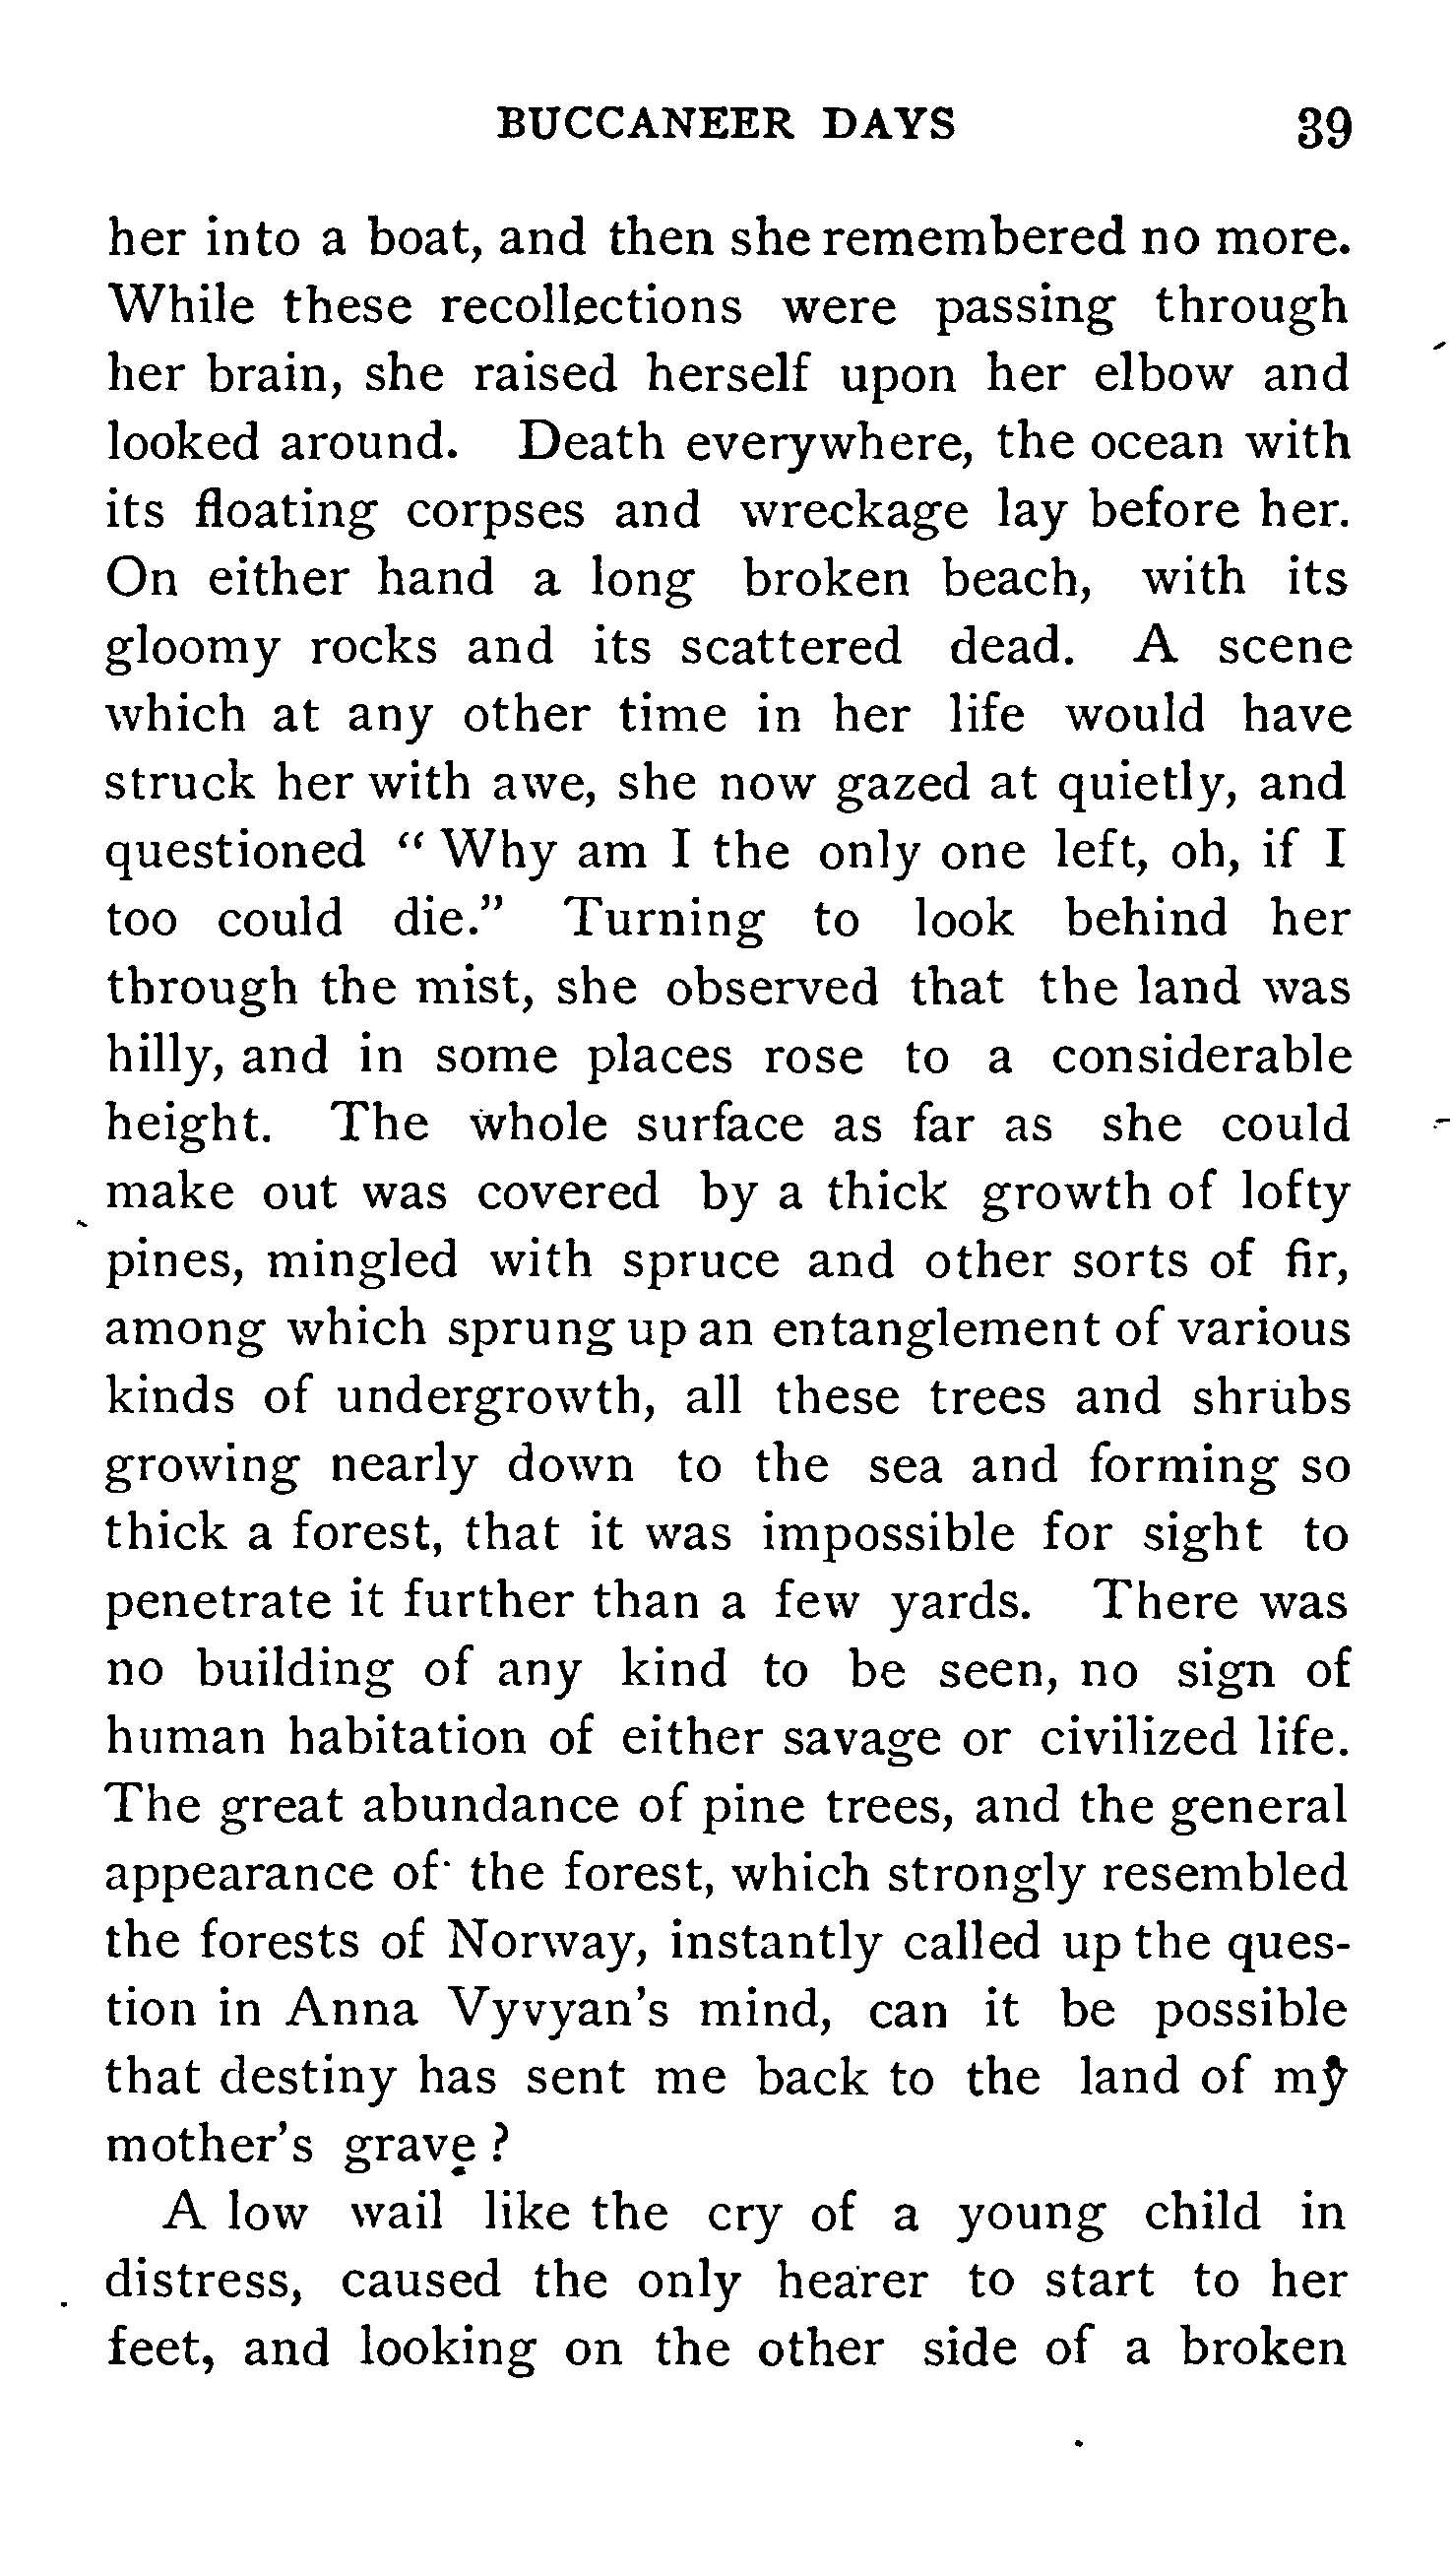 BUCCANEER DAYS 39
her into a boat, and then she remembered no more.
While these recollections were passing through
her brain, she raised herself upon her elbow and
looked around. Death everywhere, the ocean with
its floating corpses and wreckage lay before her.
On either hand a long broken beach, with its
gloomy rocks and its scattered dead. A scene
which at any other time in her life would have
struck her with awe, she now gazed at quietly, and
questioned “ Why am I the only one left, oh, if I
too could die.” Turning to look behind her
through the mist, she observed that the land was
hilly, and in some places rose to a considerable
height. The whole surface as far as she could
make out was covered by a thick growth of lofty
pines, mingled with spruce and other sorts of fir,
among which sprung up an entanglement of various
kinds of undergrowth, all these trees and shrubs
growing nearly down to the sea and forming so
thick a forest, that it was impossible for sight to
penetrate it further than a few yards. There was
no building of any kind to be seen, no sign of
human habitation of either savage or civilized life.
The great abundance of pine trees, and the general
appearance of the forest, which strongly resembled
the forests of Norway, instantly called up the ques-
tion in Anna Vyvyan’s mind, can it be possible
that destiny has sent me back to the land of my
mother’s grave ?
A low wail like the cry of a young child in
distress, caused the only hearer to start to her
feet, and looking on the other side of a broken